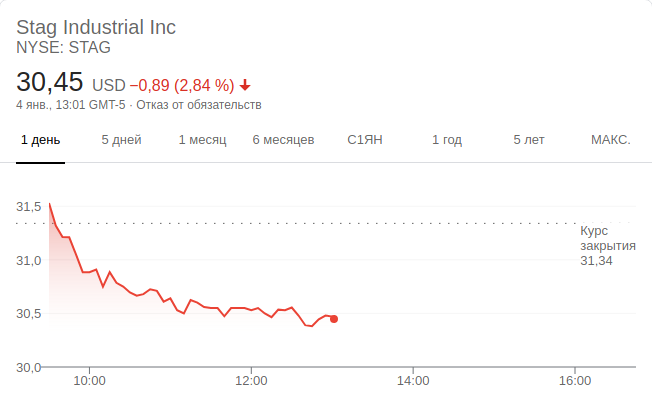 Stag Industrial Inc
NYSE: STAG
30,45 USD −0,89 (2,84 %)
4 янв., 13:01 GMT-5 · Отказ от обязательств
1 день 5 дней 1 месяц 6 месяцев С1ЯН 1 год 5 лет МАКС.
31,5
Курс
закрытия
31,34
31,0
30,5
30,0
10:00 12:00 14:00 16:00